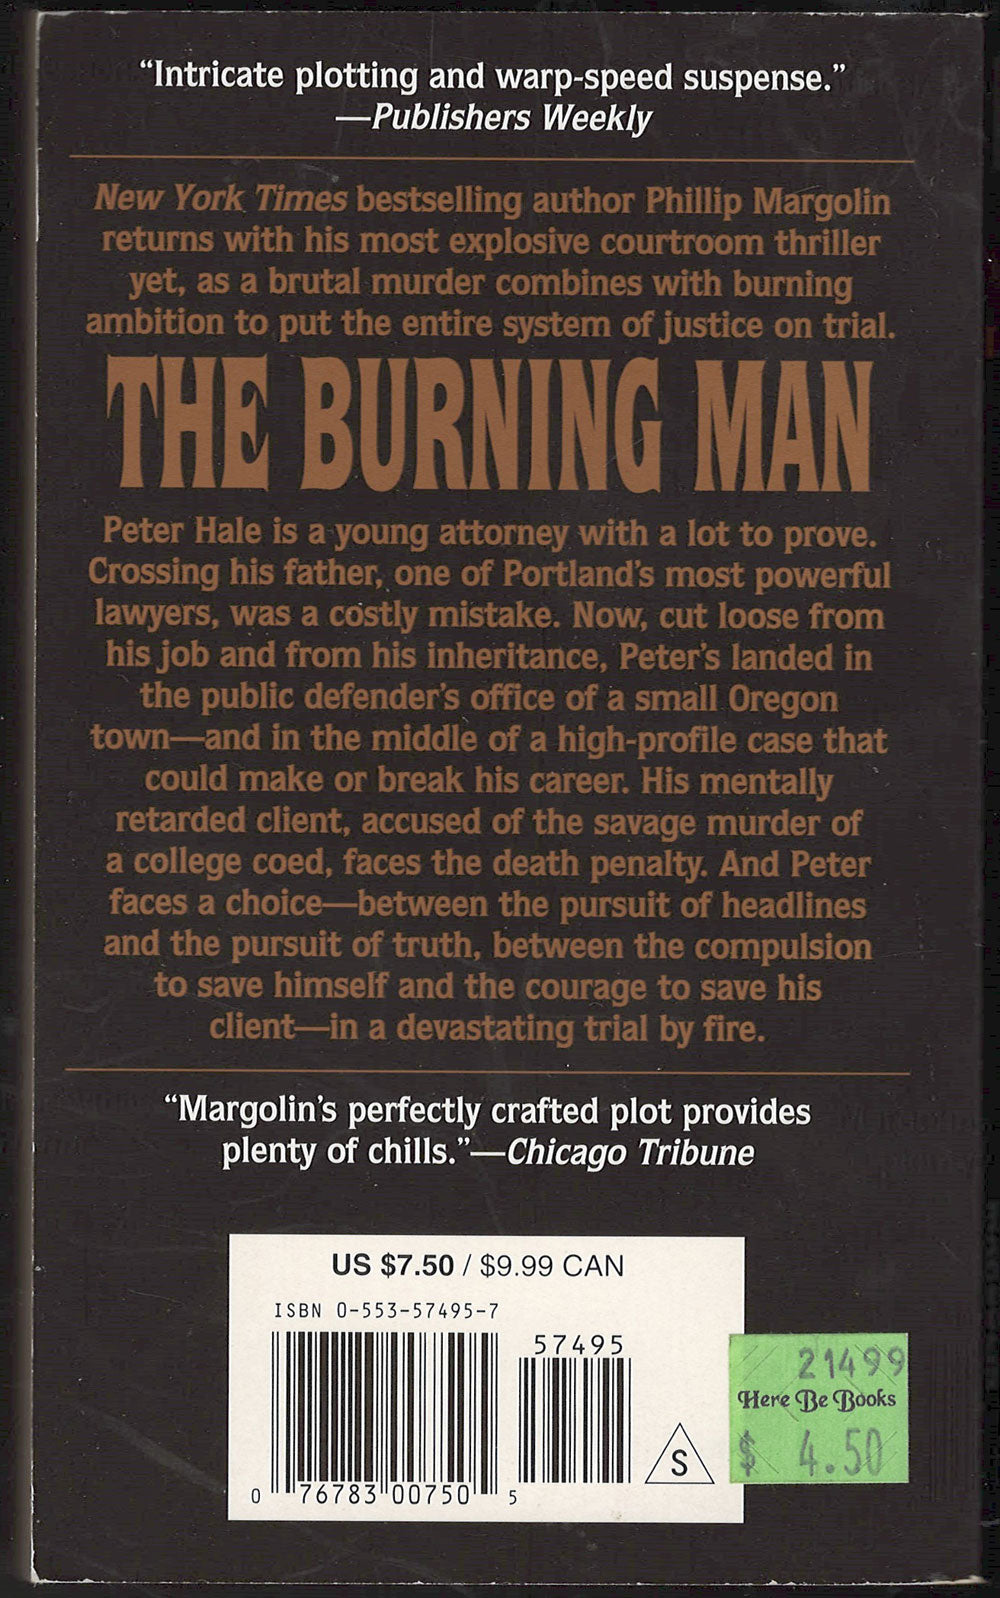 “Intricate plotting and warp-speed suspense.”
—Publishers Weekly
New York Times bestselling author Phillip Margolin
returns with his most explosive courtroom thriller
yet, as a brutal murder combines with burning
ambition to put the entire system of justice on trial.
THE BURNING MAN
Peter Hale is a young attorney with a lot to prove.
Crossing his father, one of Portland's most powerful
lawyers, was a costly mistake. Now, cut loose from
his job and from his inheritance, Peter's landed in
the public defender's office of a small Oregon
town—and in the middle of a high-profile case that
could make or break his career. His mentally
retarded client, accused of the savage murder of
a college coed, faces the death penalty. And Peter
faces a choice—between the pursuit of headlines
and the pursuit of truth, between the compulsion
to save himself and the courage to save his
client—in a devastating trial by fire.
“Margolin's perfectly crafted plot provides
plenty of chills.”—Chicago Tribune
US $7.50 / $9.99 CAN
ISBN 0-553-57495-7
57495
S
0 76783 00750 5
21499
Here Be Books
$ 4.50